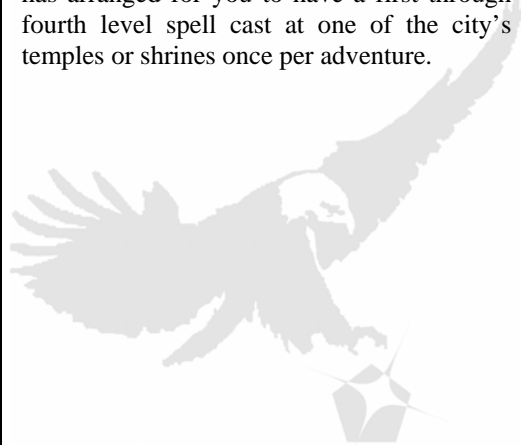 has arranged for you to have a first through
fourth level spell cast at one of the city’s
temples or shrines once per adventure.